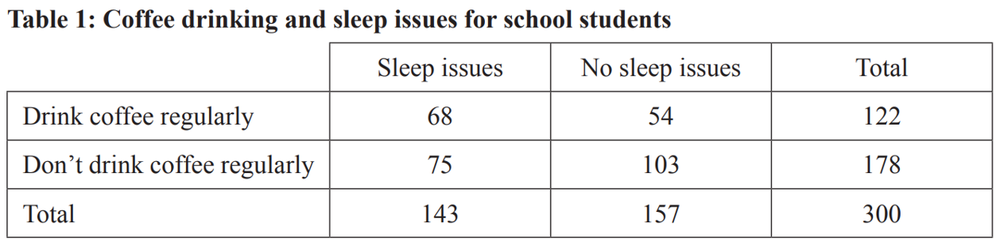 Table 1: Coffee drinking and sleep issues for school students
Sleep issues No sleep issues Total
Drink coffee regularly 68 54 122
Don’t drink coffee regularly 75 103 178
Total 143 157 300